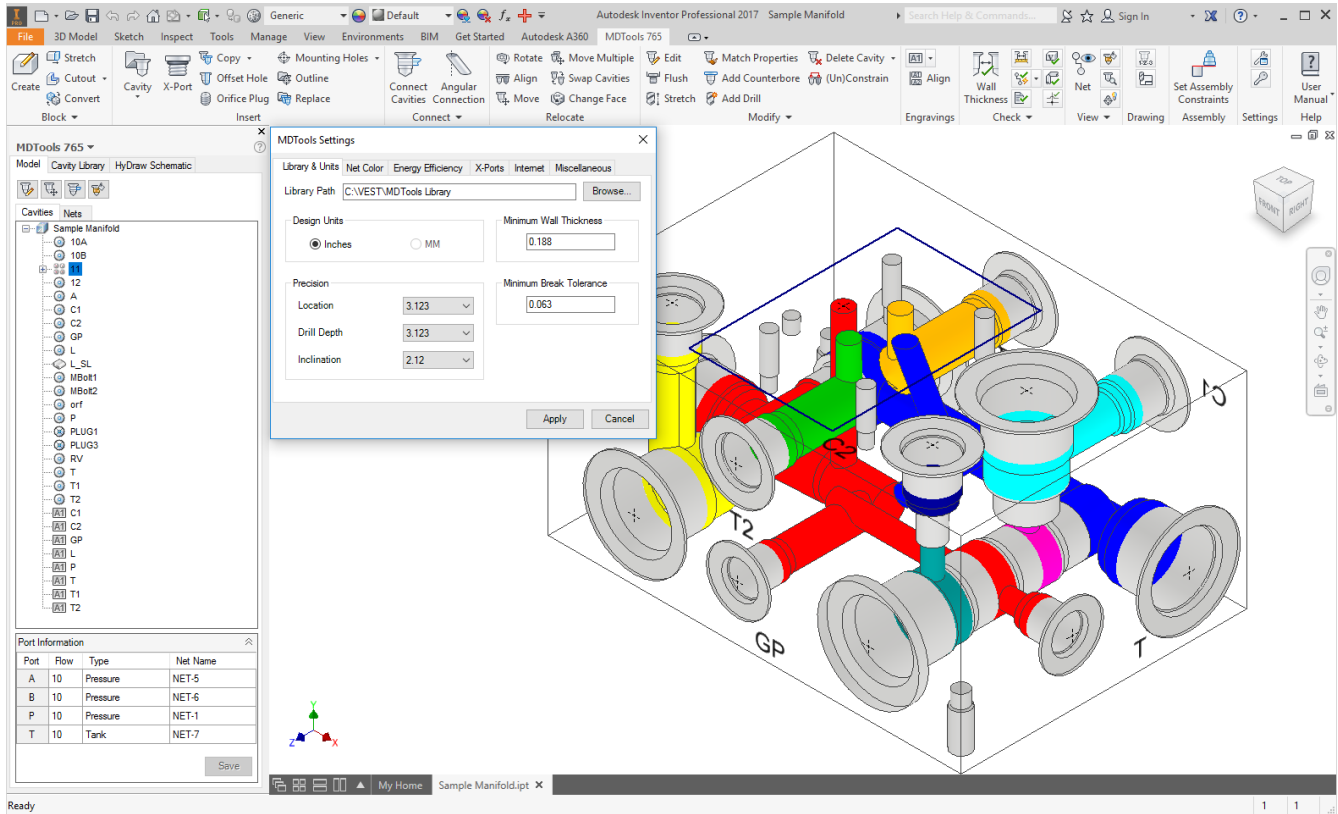 PRO
Generic
Default
Autodesk Inventor Professional 2017 Sample Manifold
Search Help & Commands...
Sign In
File 3D Model Sketch Inspect Tools Manage View Environments BIM Get Started Autodesk A360 MDTools 765
Stretch Copy Mounting Holes Rotate Move Multiple Edit Match Properties Delete Cavity
Cutout Offset Hole Outline Align Swap Cavities Flush Add Counterbore (Un)Constrain Align
Convert Orifice Plug Replace Move Change Face Stretch Add Drill
Create
Cavity X-Port
Connect Cavities
Angular Connection
Wall Thickness
Net
Set Assembly Constraints
User Manual
Block Insert Connect Relocate Modify Engravings Check View Drawing Assembly Settings Help
MDTools 765
Model Cavity Library HyDraw Schematic
Cavities Nets
Sample Manifold
10A
10B
11
12
A
C1
C2
GP
L
L_SL
MBolt1
MBolt2
orf
P
PLUG1
PLUG3
RV
T
T1
T2
A1 C1
A1 C2
A1 GP
A1 L
A1 P
A1 T
A1 T1
A1 T2
Port Information
Port Flow Type Net Name
A 10 Pressure NET-5
B 10 Pressure NET-6
P 10 Pressure NET-1
T 10 Tank NET-7
Save
MDTools Settings
Library & Units Net Color Energy Efficiency X-Ports Internet Miscellaneous
Library Path C:\VEST\MDTools Library Browse...
Design Units
Inches MM
Minimum Wall Thickness
0.188
Precision
Location 3.123
Drill Depth 3.123
Inclination 2.12
Minimum Break Tolerance
0.063
Apply Cancel
TOP
FRONT RIGHT
C1
C2
T2
GP
T
Y
Z X
My Home Sample Manifold.ipt
Ready
1 1